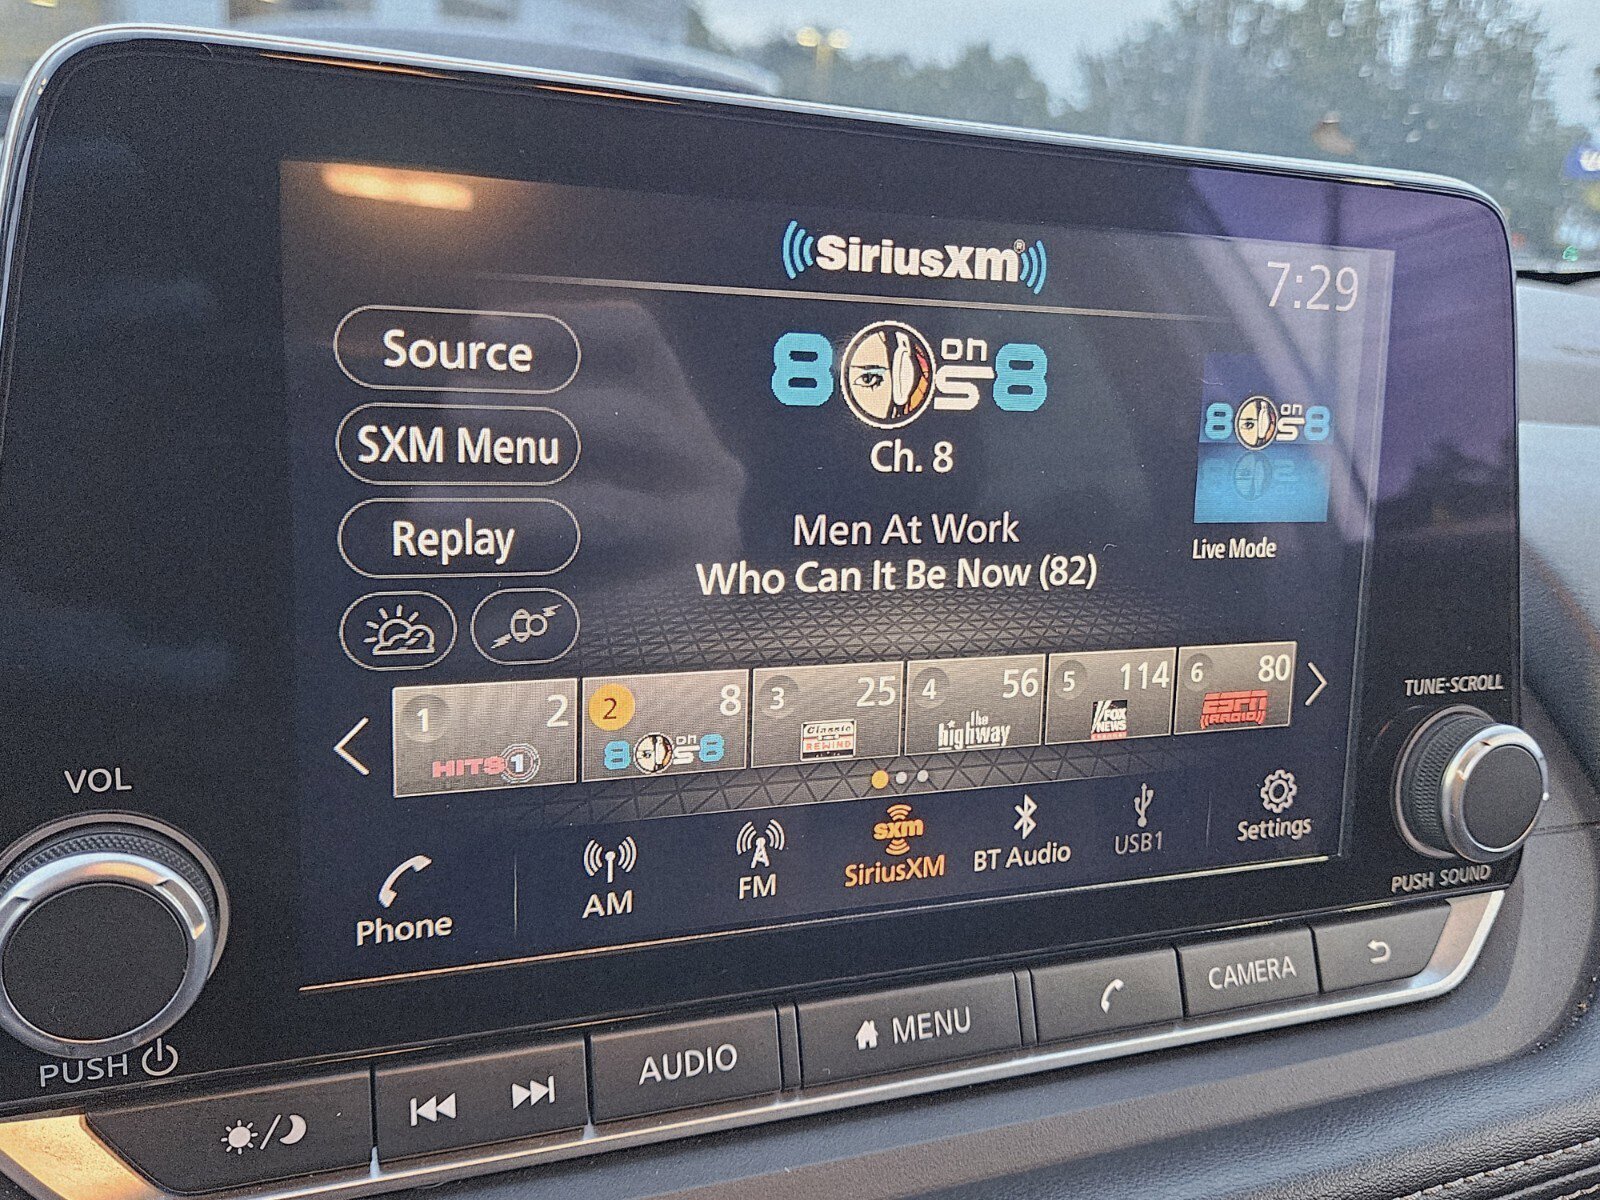 SiriusXM®
7:29
Source
SXM Menu
Replay
80s on 8
Ch. 8
Men At Work
Who Can It Be Now (82)
80s on 8
Live Mode
1 2
HITS 1
2 8
80s on 8
3 25
Classic REWIND
4 56
the highway
5 114
FOX NEWS channel
6 80
ESPN RADIO
Phone
AM
FM
sxm
SiriusXM
BT Audio
USB1
Settings
VOL
PUSH
TUNE·SCROLL
PUSH SOUND
AUDIO
MENU
CAMERA